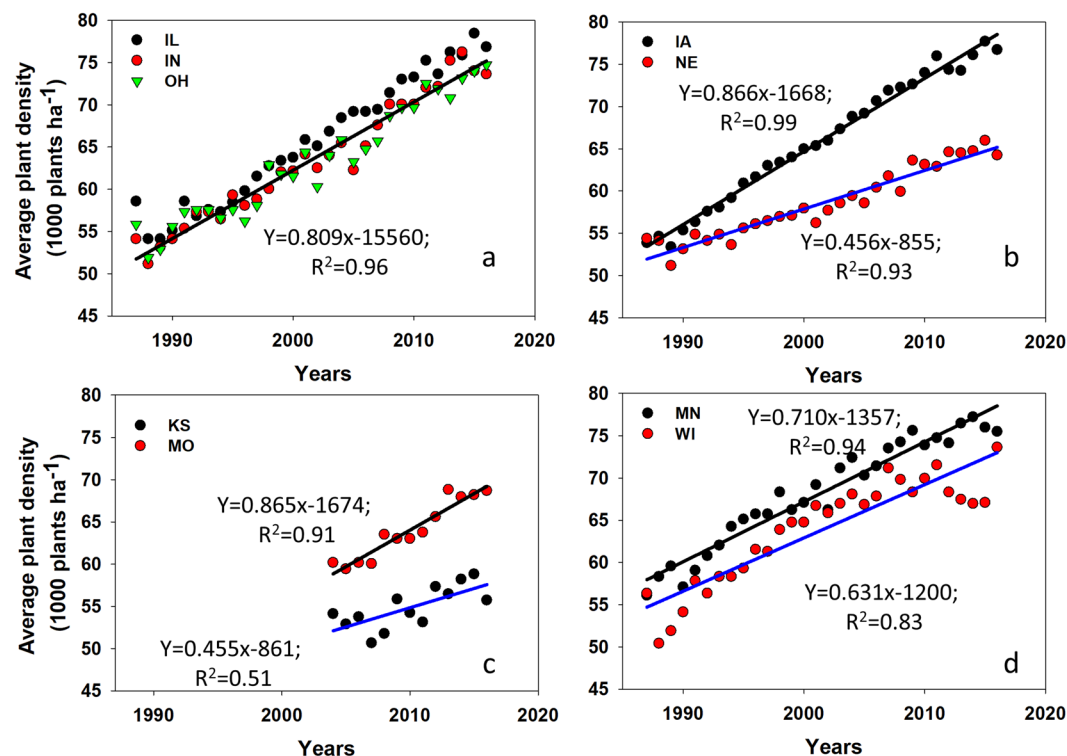 Average plant density
(1000 plants ha⁻¹)
80
75
70
65
60
55
50
45
IL
IN
OH
Y=0.809x-15560;
R²=0.96
a
1990
2000
2010
2020
Years
80
75
70
65
60
55
50
45
IA
NE
Y=0.866x-1668;
R²=0.99
Y=0.456x-855;
R²=0.93
b
1990
2000
2010
2020
Years
Average plant density
(1000 plants ha⁻¹)
80
75
70
65
60
55
50
45
KS
MO
Y=0.865x-1674;
R²=0.91
Y=0.455x-861;
R²=0.51
c
1990
2000
2010
2020
Years
80
75
70
65
60
55
50
45
MN
WI
Y=0.710x-1357;
R²=0.94
Y=0.631x-1200;
R²=0.83
d
1990
2000
2010
2020
Years